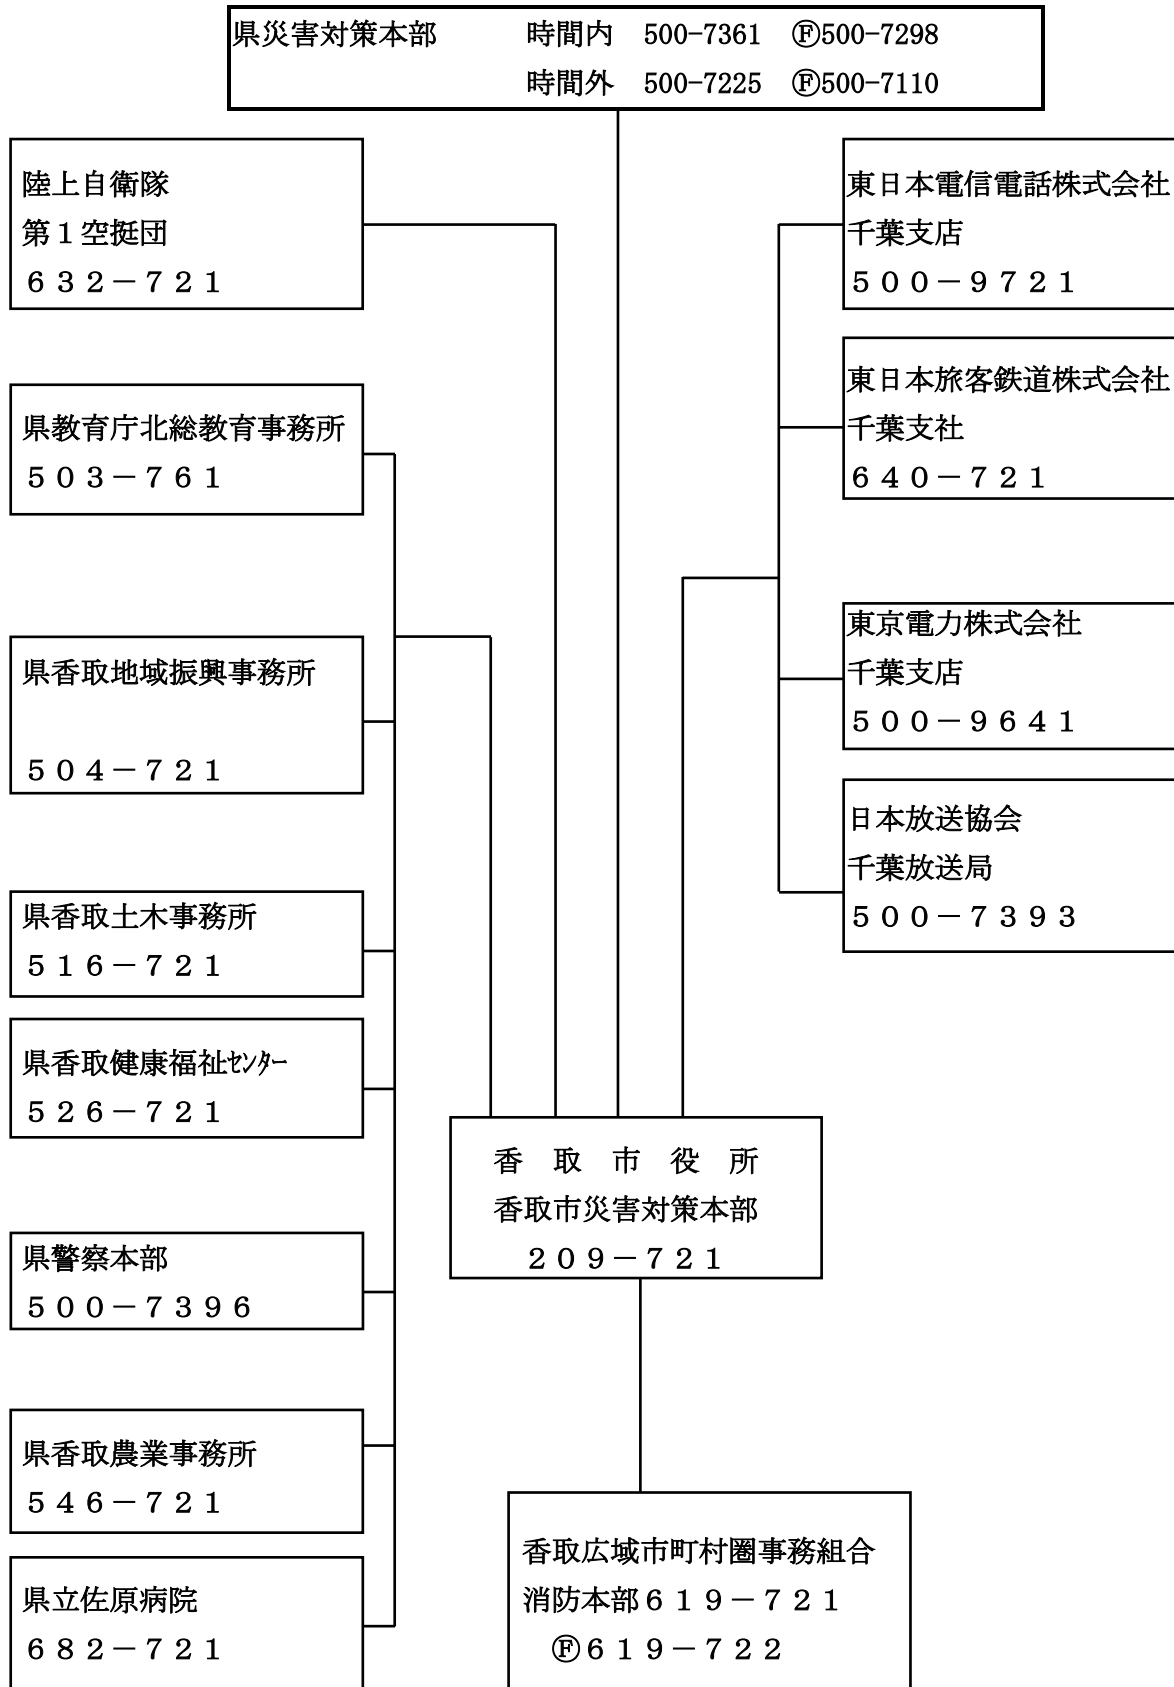 県災害対策本部 時間内 500-7361 Ⓕ500-7298
時間外 500-7225 Ⓕ500-7110
陸上自衛隊
第１空挺団
６３２－７２１
県教育庁北総教育事務所
５０３－７６１
県香取地域振興事務所
５０４－７２１
県香取土木事務所
５１６－７２１
県香取健康福祉ｾﾝﾀｰ
５２６－７２１
県警察本部
５００－７３９６
県香取農業事務所
５４６－７２１
県立佐原病院
６８２－７２１
東日本電信電話株式会社
千葉支店
５００－９７２１
東日本旅客鉄道株式会社
千葉支社
６４０－７２１
東京電力株式会社
千葉支店
５００－９６４１
日本放送協会
千葉放送局
５００－７３９３
香　取　市　役　所
香取市災害対策本部
２０９－７２１
香取広域市町村圏事務組合
消防本部６１９－７２１
Ⓕ６１９－７２２